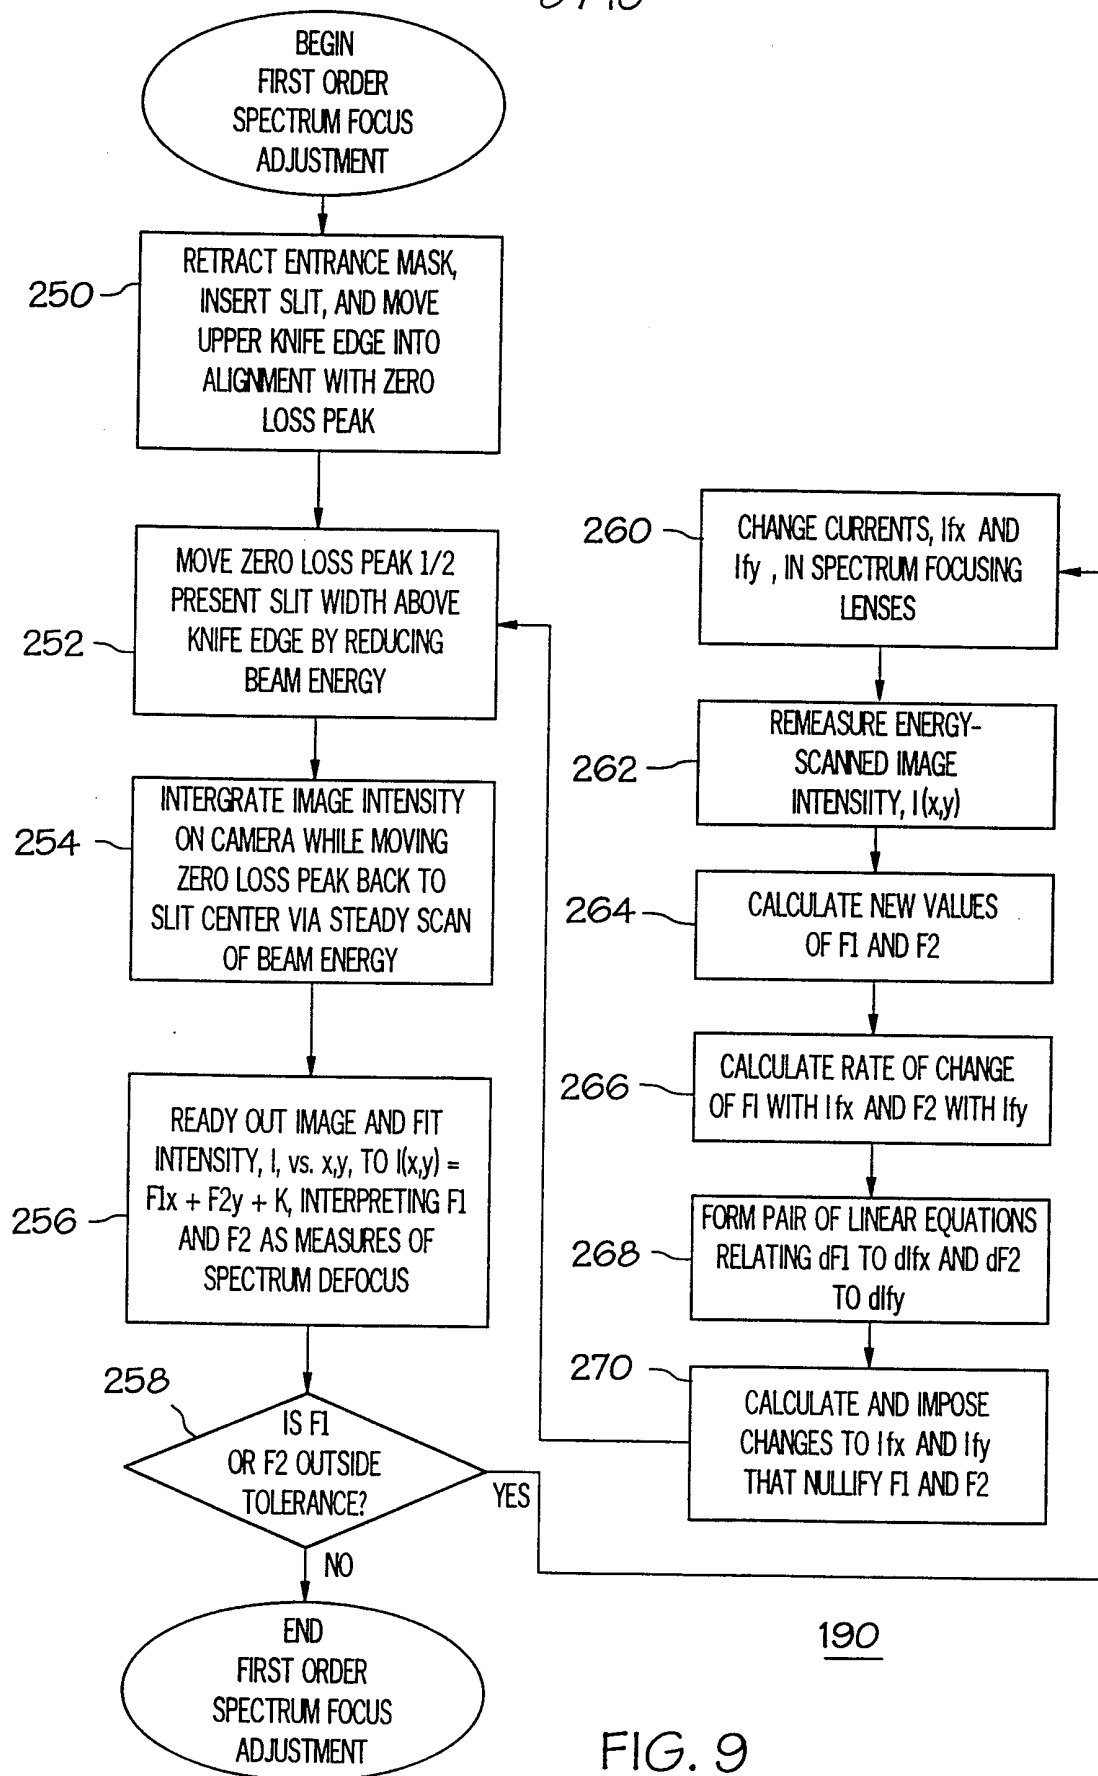 BEGIN
FIRST ORDER
SPECTRUM FOCUS
ADJUSTMENT
250
RETRACT ENTRANCE MASK,
INSERT SLIT, AND MOVE
UPPER KNIFE EDGE INTO
ALIGNMENT WITH ZERO
LOSS PEAK
252
MOVE ZERO LOSS PEAK 1/2
PRESENT SLIT WIDTH ABOVE
KNIFE EDGE BY REDUCING
BEAM ENERGY
254
INTERGRATE IMAGE INTENSITY
ON CAMERA WHILE MOVING
ZERO LOSS PEAK BACK TO
SLIT CENTER VIA STEADY SCAN
OF BEAM ENERGY
256
READY OUT IMAGE AND FIT
INTENSITY, I, vs. x,y, TO I(x,y) =
F1x + F2y + K, INTERPRETING F1
AND F2 AS MEASURES OF
SPECTRUM DEFOCUS
258
IS F1
OR F2 OUTSIDE
TOLERANCE?
YES
NO
END
FIRST ORDER
SPECTRUM FOCUS
ADJUSTMENT
260
CHANGE CURRENTS, Ifx AND
Ify , IN SPECTRUM FOCUSING
LENSES
262
REMEASURE ENERGY-
SCANNED IMAGE
INTENSIITY, I(x,y)
264
CALCULATE NEW VALUES
OF F1 AND F2
266
CALCULATE RATE OF CHANGE
OF F1 WITH Ifx AND F2 WITH Ify
268
FORM PAIR OF LINEAR EQUATIONS
RELATING dF1 TO dIfx AND dF2
TO dIfy
270
CALCULATE AND IMPOSE
CHANGES TO Ifx AND Ify
THAT NULLIFY F1 AND F2
190
FIG. 9